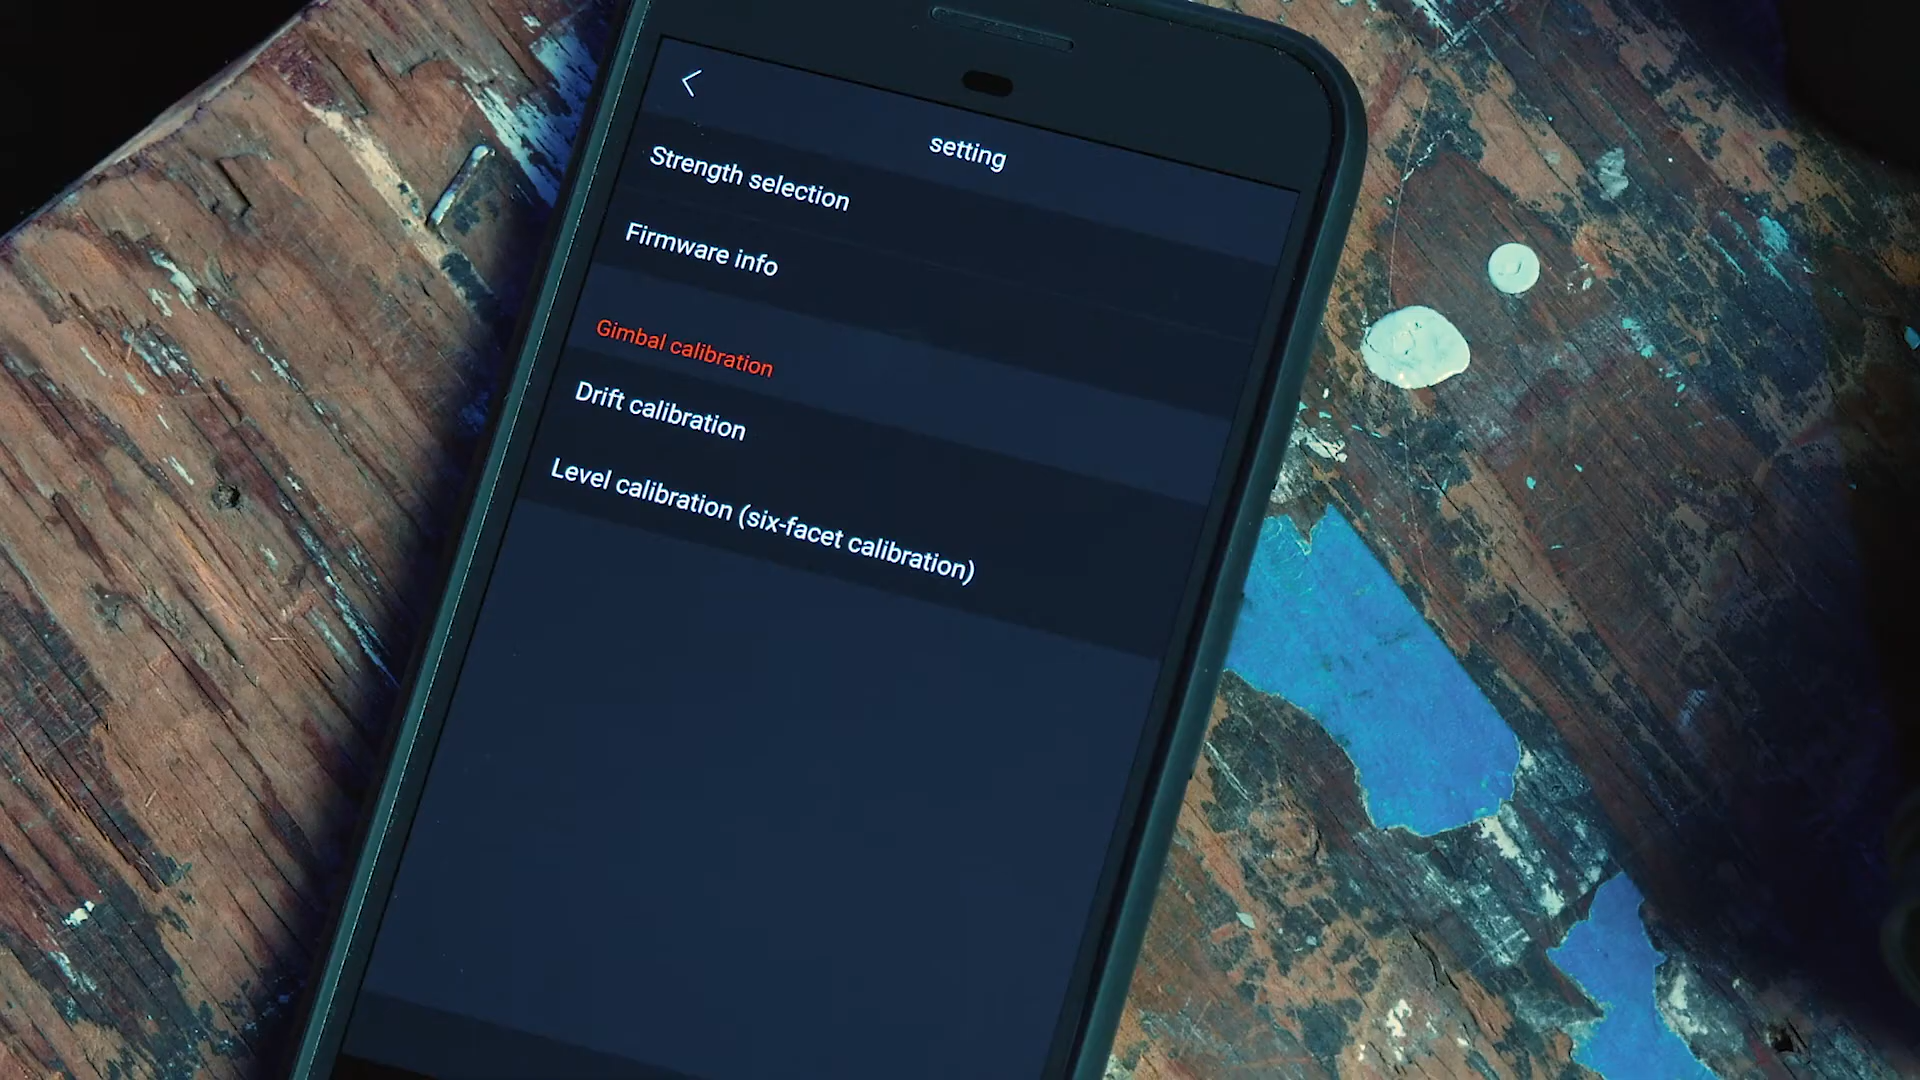 setting
Strength selection
Firmware info
Gimbal calibration
Drift calibration
Level calibration (six-facet calibration)